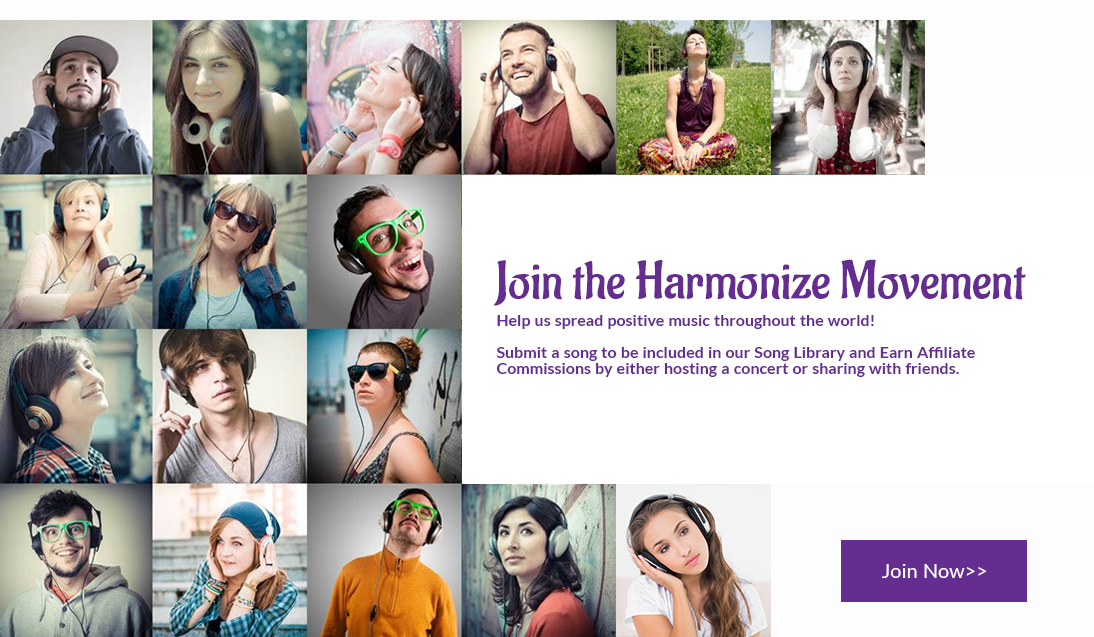 Join the Harmonize Movement
Help us spread positive music throughout the world!
Submit a song to be included in our Song Library and Earn Affiliate
Commissions by either hosting a concert or sharing with friends.
Join Now>>